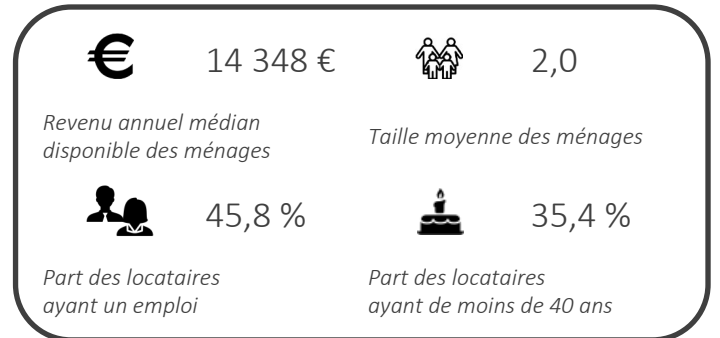 14 348 €
Revenu annuel médian
disponible des ménages
2,0
Taille moyenne des ménages
45,8 %
Part des locataires
ayant un emploi
35,4 %
Part des locataires
ayant de moins de 40 ans